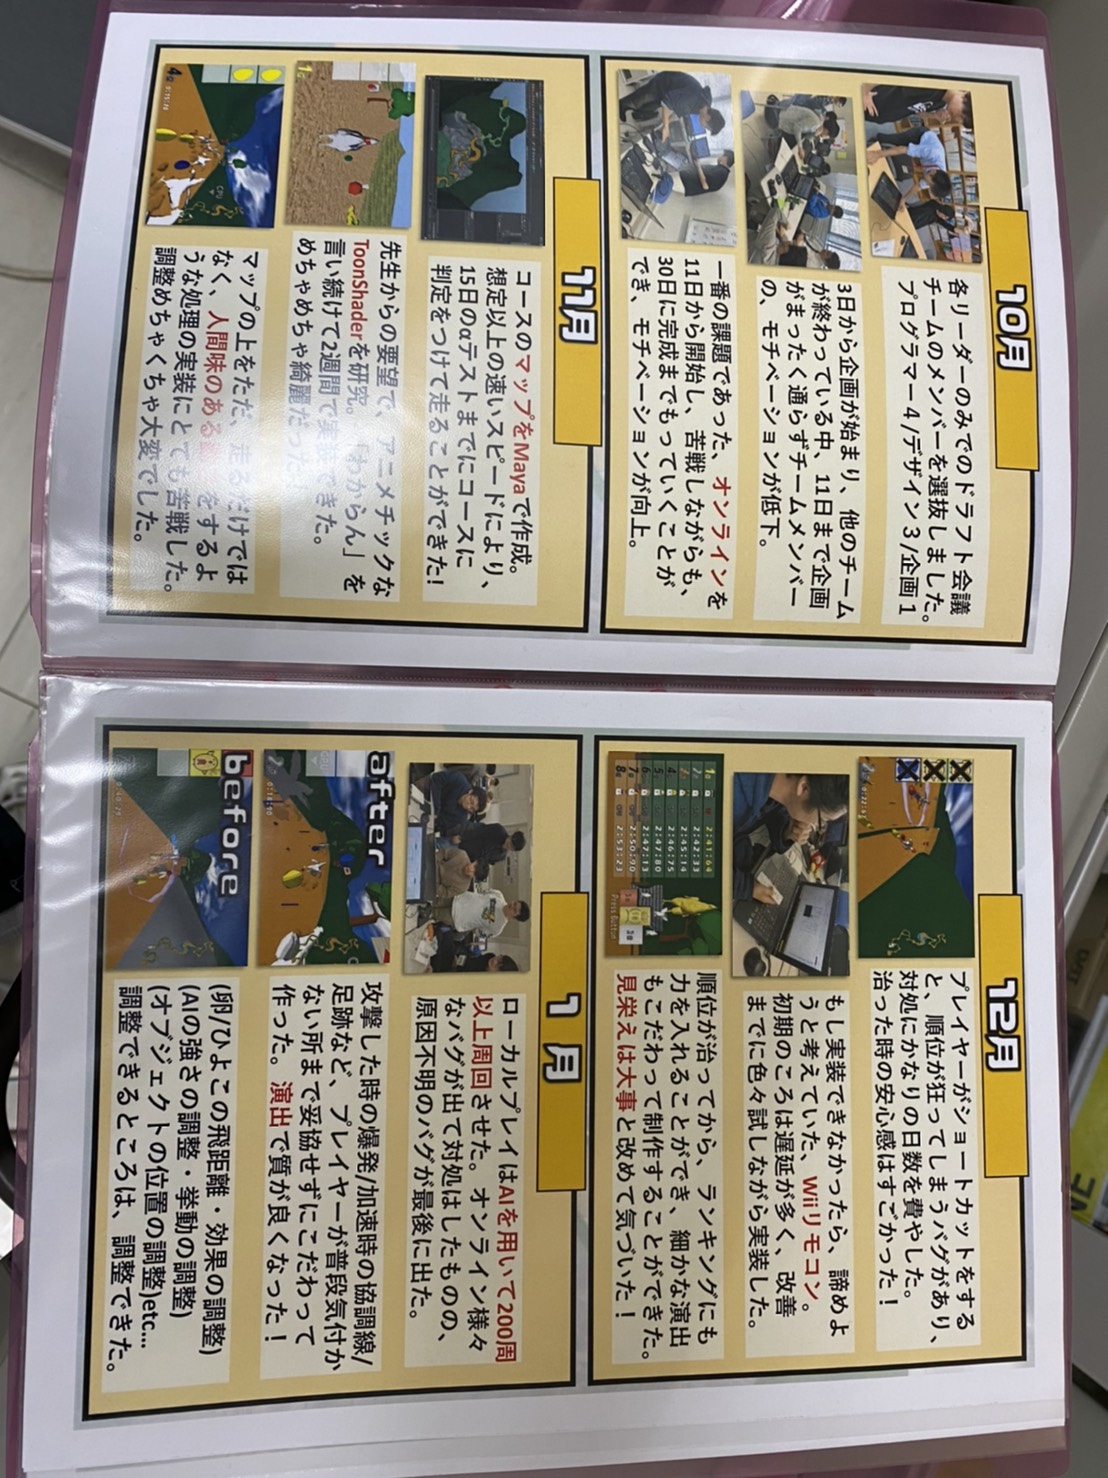 10月
各リーダーのみでのドラフト会議
チームのメンバーを選抜しました。
プログラマー4/デザイン3/企画1
3日から企画が始まり、他のチーム
が終わっている中、11日まで企画
がまったく通らずチームメンバー
の、モチベーションが低下。
一番の課題であった、オンラインを
11日から開始し、苦戦しながらも、
30日に完成までもっていくことが
でき、モチベーションが向上。
11月
コースのマップをMayaで作成。
想定以上の速いスピードにより、
15日のαテストまでにコースに
判定をつけて走ることができた!
先生からの要望で、アニメチックな
ToonShaderを研究。「わからん」を
言い続けて2週間で実装できた。
めちゃめちゃ綺麗だった
マップの上をただ、走るだけでは
なく、人間味のある をするよ
うな処理の実装にとても苦戦した。
調整めちゃくちゃ大変でした。
12月
プレイヤーがショートカットをする
と、順位が狂ってしまうバグがあり、
対処にかなりの日数を費やした。
治った時の安心感はすごかった!
もし実装できなかったら、諦めよ
うと考えていた、Wiiリモコン。
初期のころは遅延が多く、改善
までに色々試しながら実装した。
1 2:41:64
2 2:42:33
3 2:45:14
4 2:46:75
5 2:47:80
6 2:47:13
7 2:50:90
8 2:53:23
Press Button
順位が治ってから、ランキングにも
力を入れることができ、細かな演出
もこだわって制作することができた。
見栄えは大事と改めて気づいた!
1月
ローカルプレイはAIを用いて200周
以上周回させた。オンライン様々
なバグが出て対処はしたものの、
原因不明のバグが最後に出た。
after
攻撃した時の爆発/加速時の協調線/
足跡など、プレイヤーが普段気付か
ない所まで妥協せずにこだわって
作った。演出で質が良くなった!
before
(卵/ひよこの飛距離・効果の調整)
(AIの強さの調整・挙動の調整)
(オブジェクトの位置の調整)etc...
調整できるところは、調整できた。